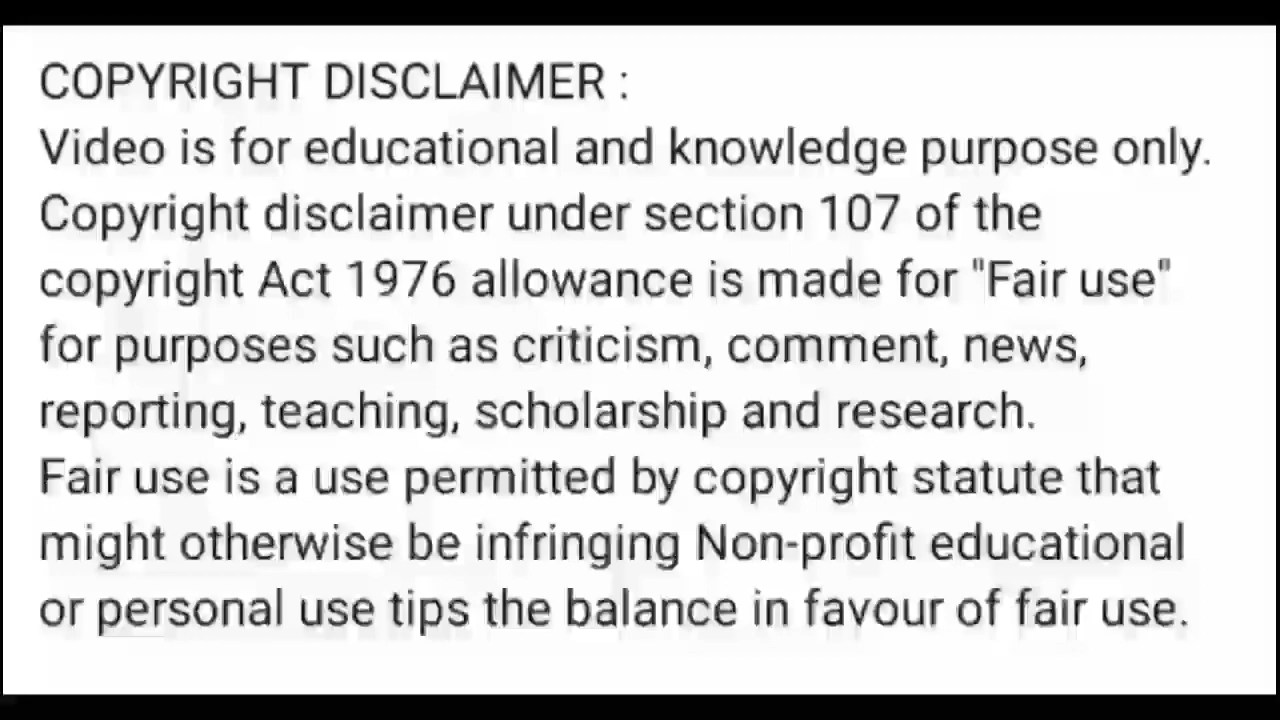 COPYRIGHT DISCLAIMER :
Video is for educational and knowledge purpose only.
Copyright disclaimer under section 107 of the
copyright Act 1976 allowance is made for "Fair use"
for purposes such as criticism, comment, news,
reporting, teaching, scholarship and research.
Fair use is a use permitted by copyright statute that
might otherwise be infringing Non-profit educational
or personal use tips the balance in favour of fair use.